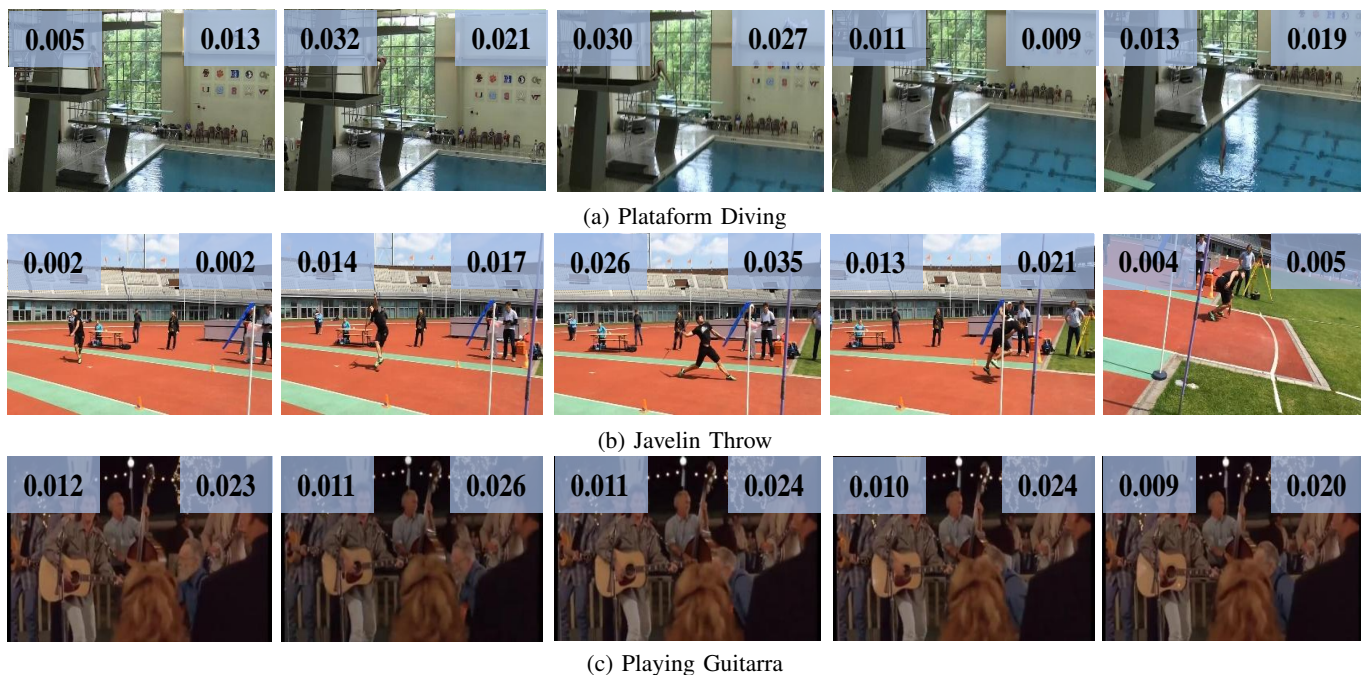 0.005 0.013 0.032 0.021 0.030 0.027 0.011 0.009 0.013 0.019
(a) Plataform Diving
0.002 0.002 0.014 0.017 0.026 0.035 0.013 0.021 0.004 0.005
(b) Javelin Throw
0.012 0.023 0.011 0.026 0.011 0.024 0.010 0.024 0.009 0.020
(c) Playing Guitarra